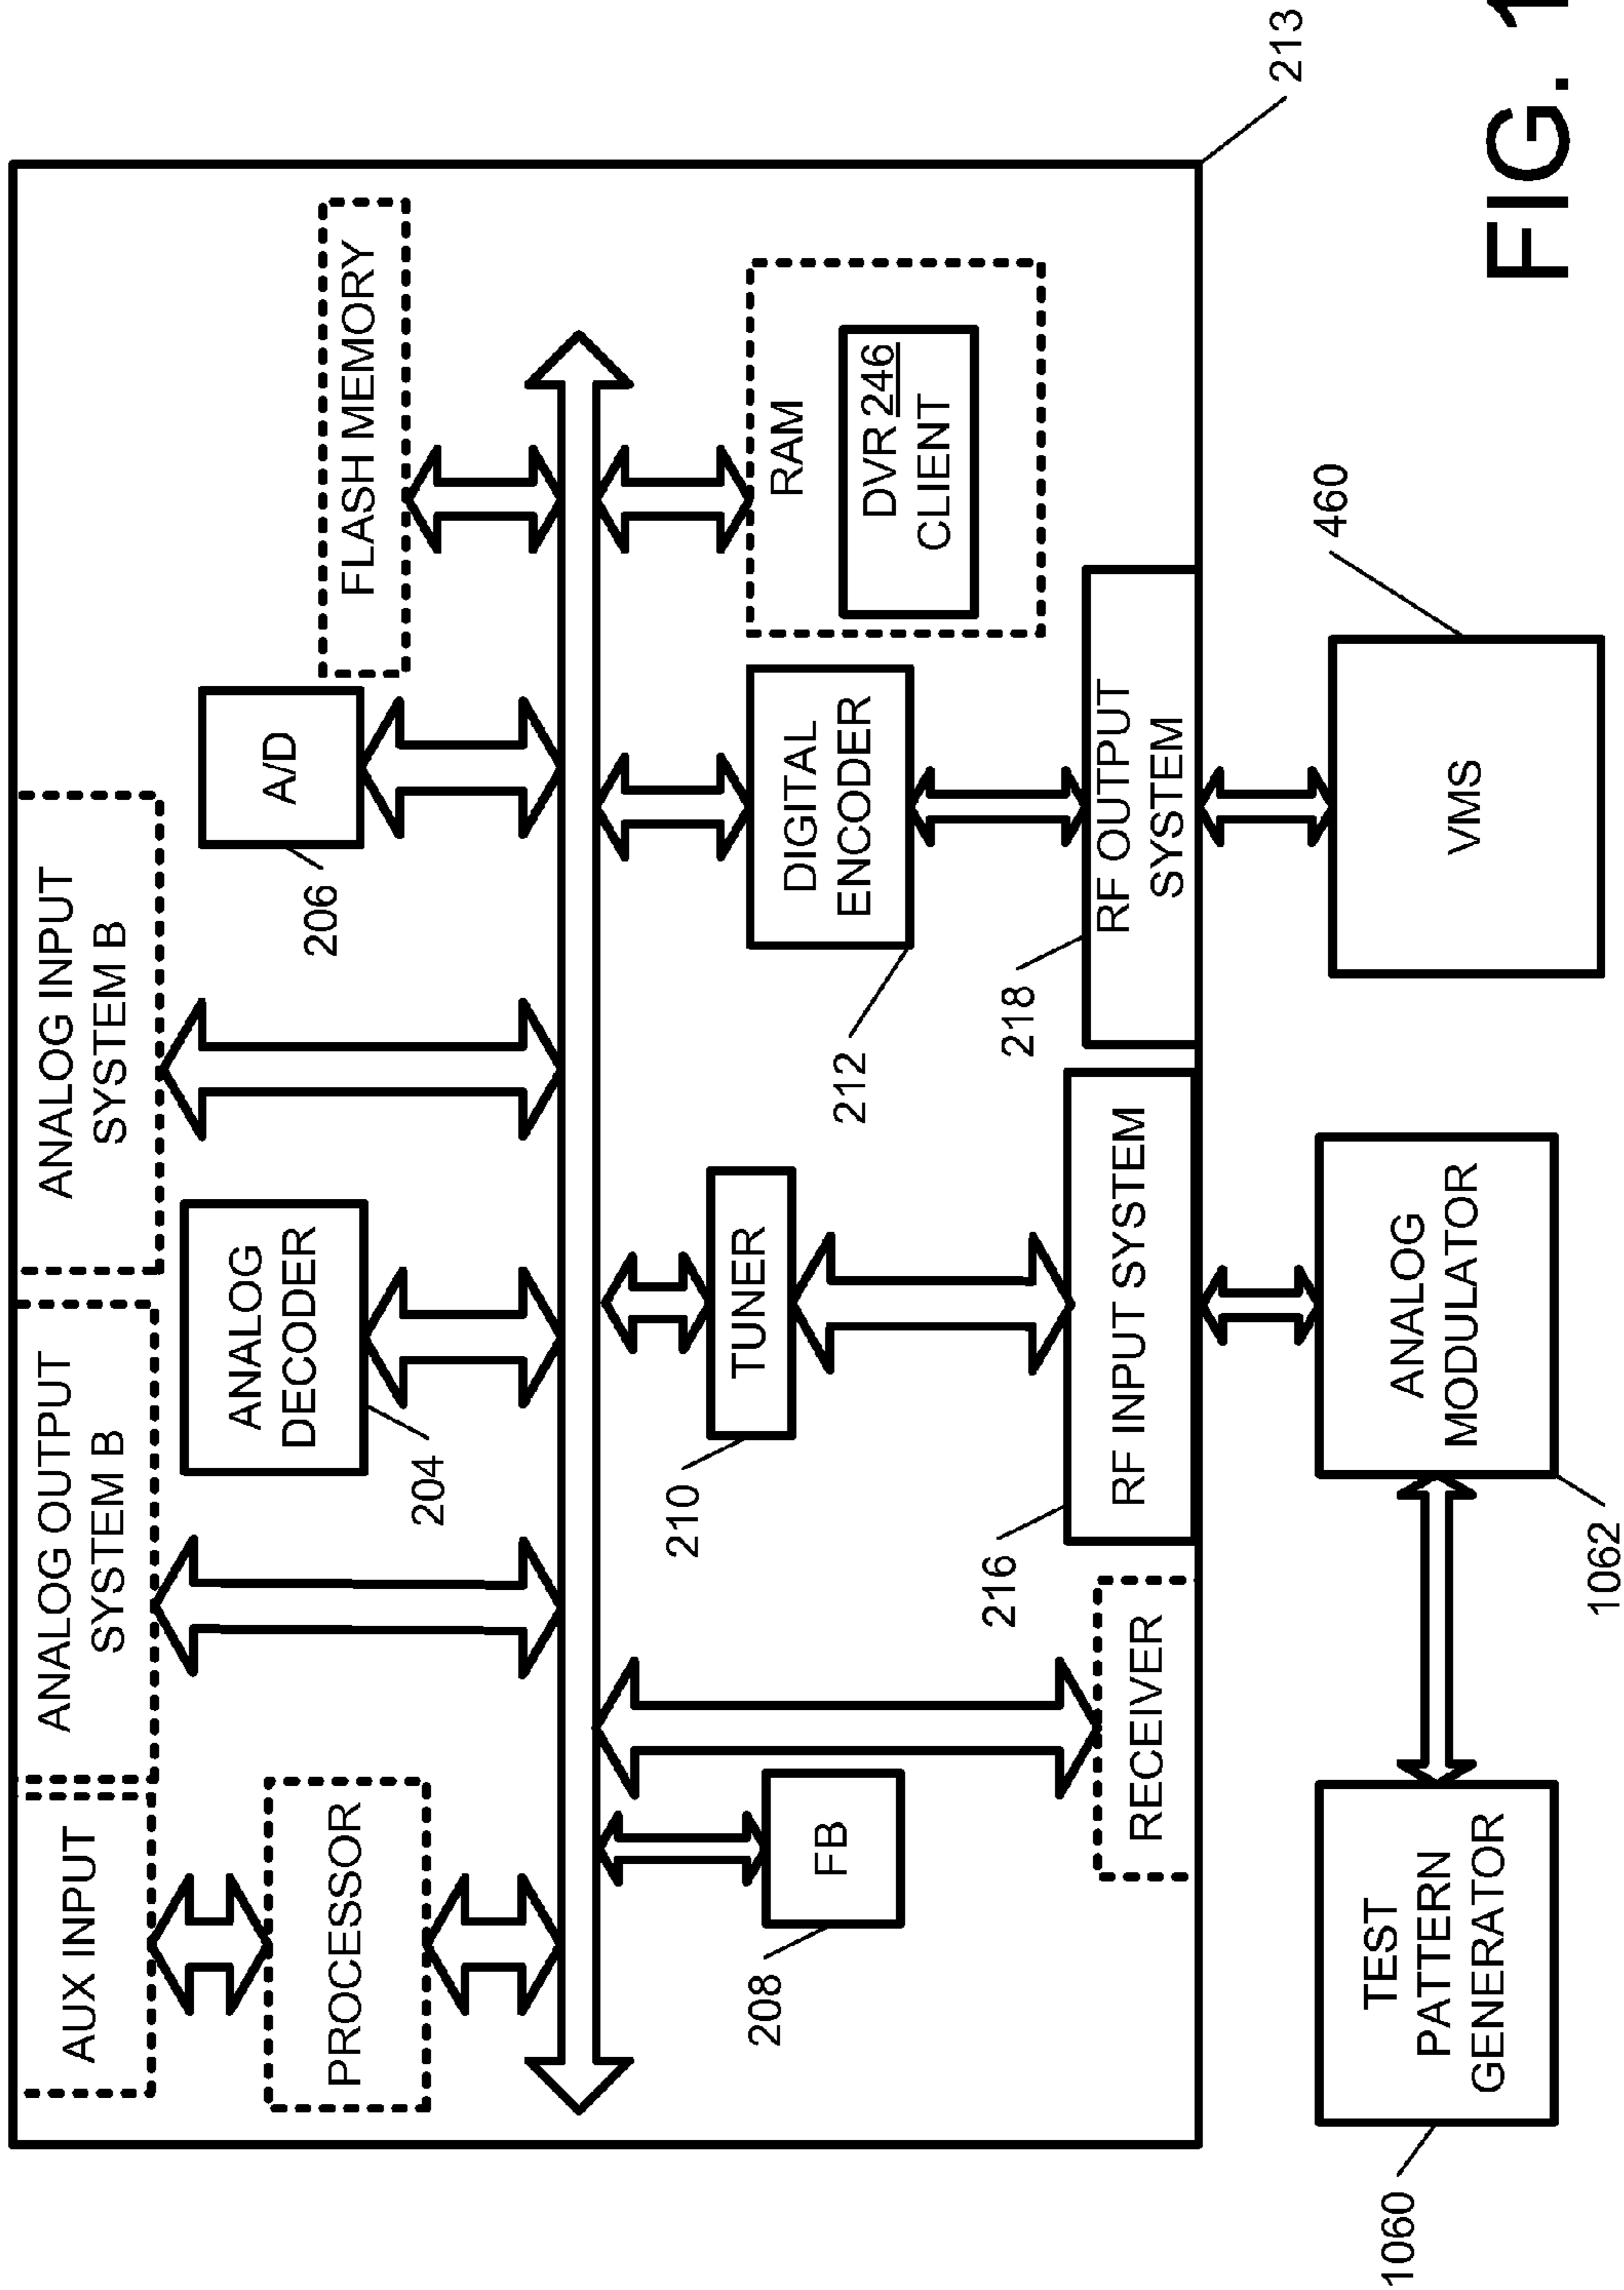 AUX INPUT
ANALOG OUTPUT
SYSTEM B
ANALOG INPUT
SYSTEM B
PROCESSOR
ANALOG
DECODER
204
A/D
206
FLASH MEMORY
FB
208
TUNER
210
DIGITAL
ENCODER
212
RAM
DVR 246
CLIENT
RECEIVER
RF INPUT SYSTEM
216
RF OUTPUT
SYSTEM
218
213
TEST
PATTERN
GENERATOR
1060
ANALOG
MODULATOR
1062
VMS
460
FIG. 1